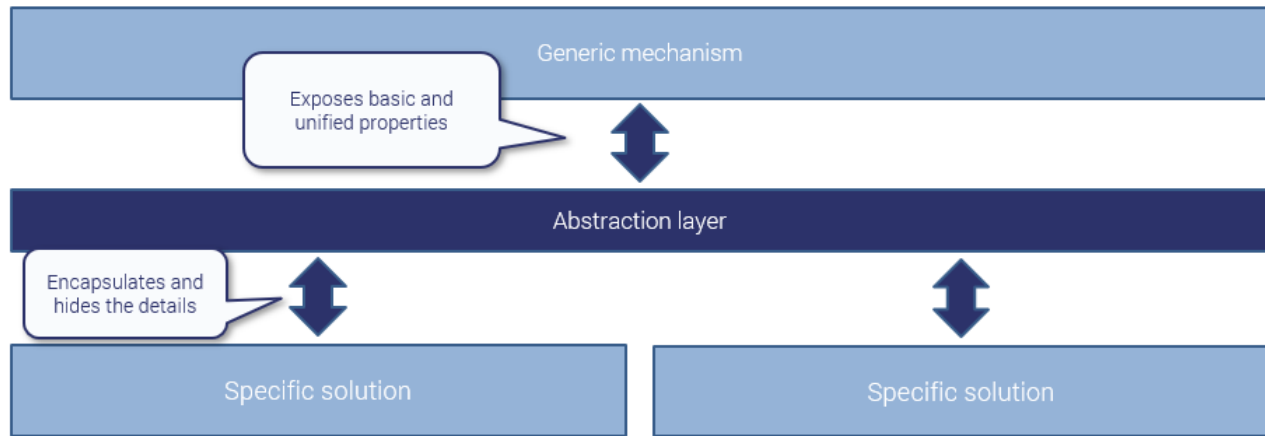 Generic mechanism
Exposes basic and
unified properties
Abstraction layer
Encapsulates and
hides the details
Specific solution
Specific solution